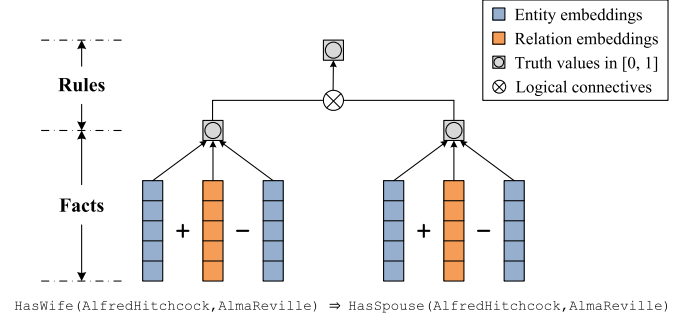 Entity embeddings
Relation embeddings
Truth values in [0, 1]
Logical connectives
Rules
Facts
+ −
+ −
HasWife(AlfredHitchcock,AlmaReville) ⇒ HasSpouse(AlfredHitchcock,AlmaReville)